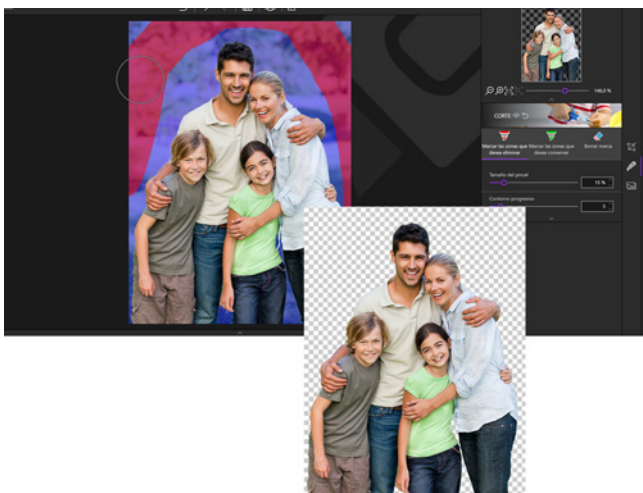 146,0 %
CORTE
Marcar las zonas que
desea eliminar
Marcar las zonas que
desea conservar
Borrar marca
Tamaño del pincel
15 %
Contorno progresivo
5